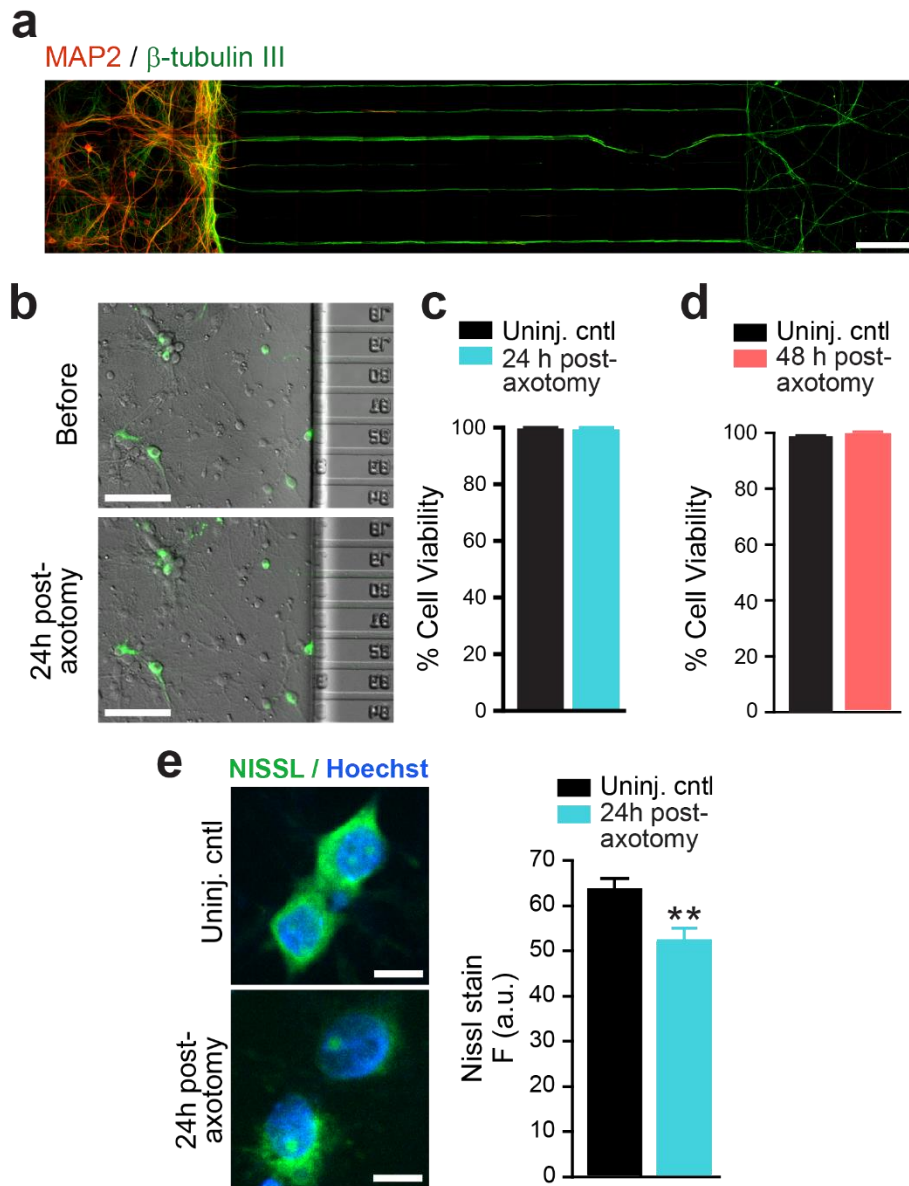 a
MAP2 / β-tubulin III
b
Before
24h post-
axotomy
c
Uninj. cntl
24 h post-
axotomy
% Cell Viability
100
80
60
40
20
0
d
Uninj. cntl
48 h post-
axotomy
% Cell Viability
100
80
60
40
20
0
e
NISSL / Hoechst
Uninj. cntl
24h post-
axotomy
Uninj. cntl
24h post-
axotomy
Nissl stain
F (a.u.)
70
60
50
40
30
20
10
0
**